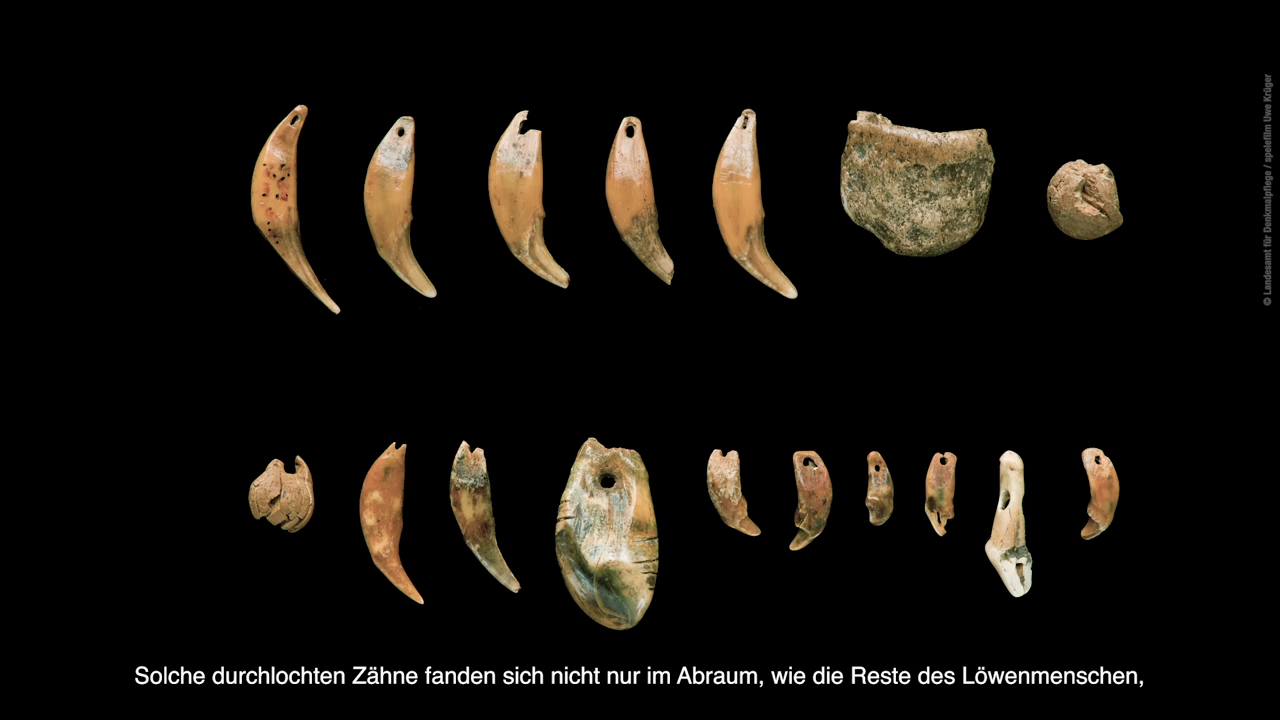 © Landesamt für Denkmalpflege / spelefilm Uwe Krüger
Solche durchlochten Zähne fanden sich nicht nur im Abraum, wie die Reste des Löwenmenschen,